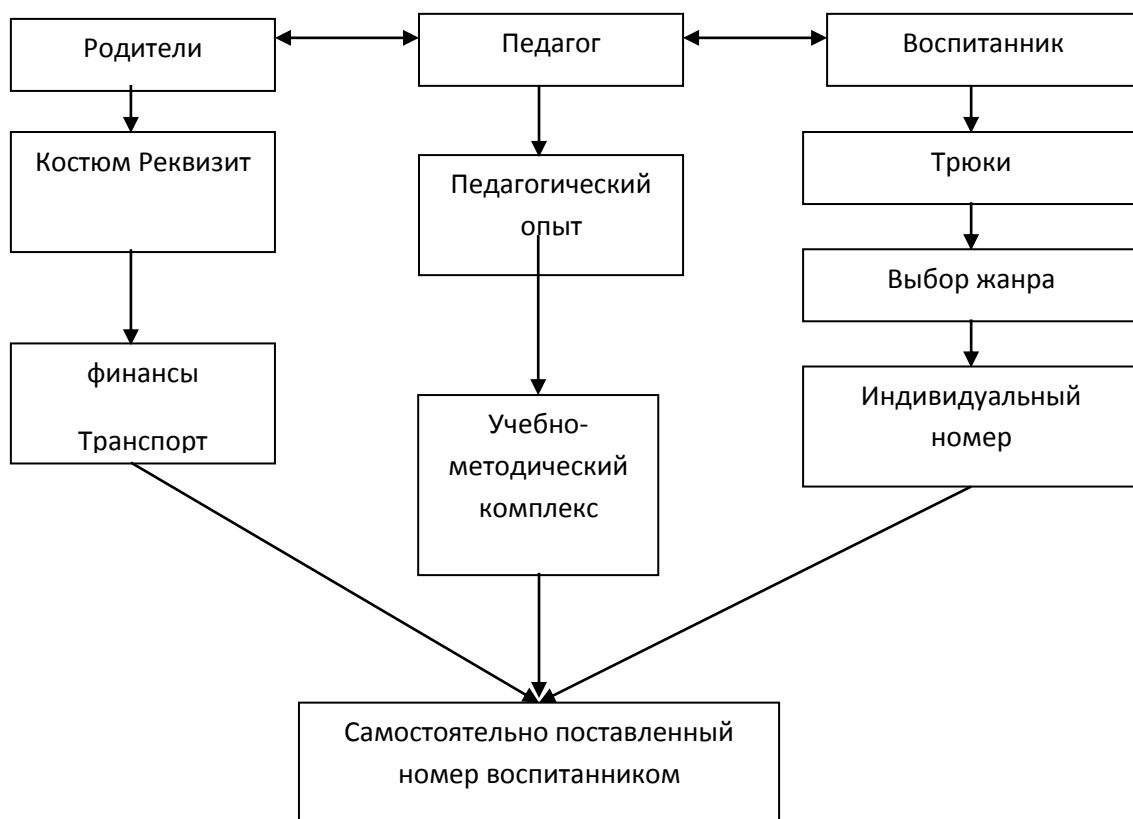 Родители
Педагог
Воспитанник
Костюм Реквизит
Педагогический
опыт
Трюки
Выбор жанра
финансы
Транспорт
Учебно-
методический
комплекс
Индивидуальный
номер
Самостоятельно поставленный
номер воспитанником